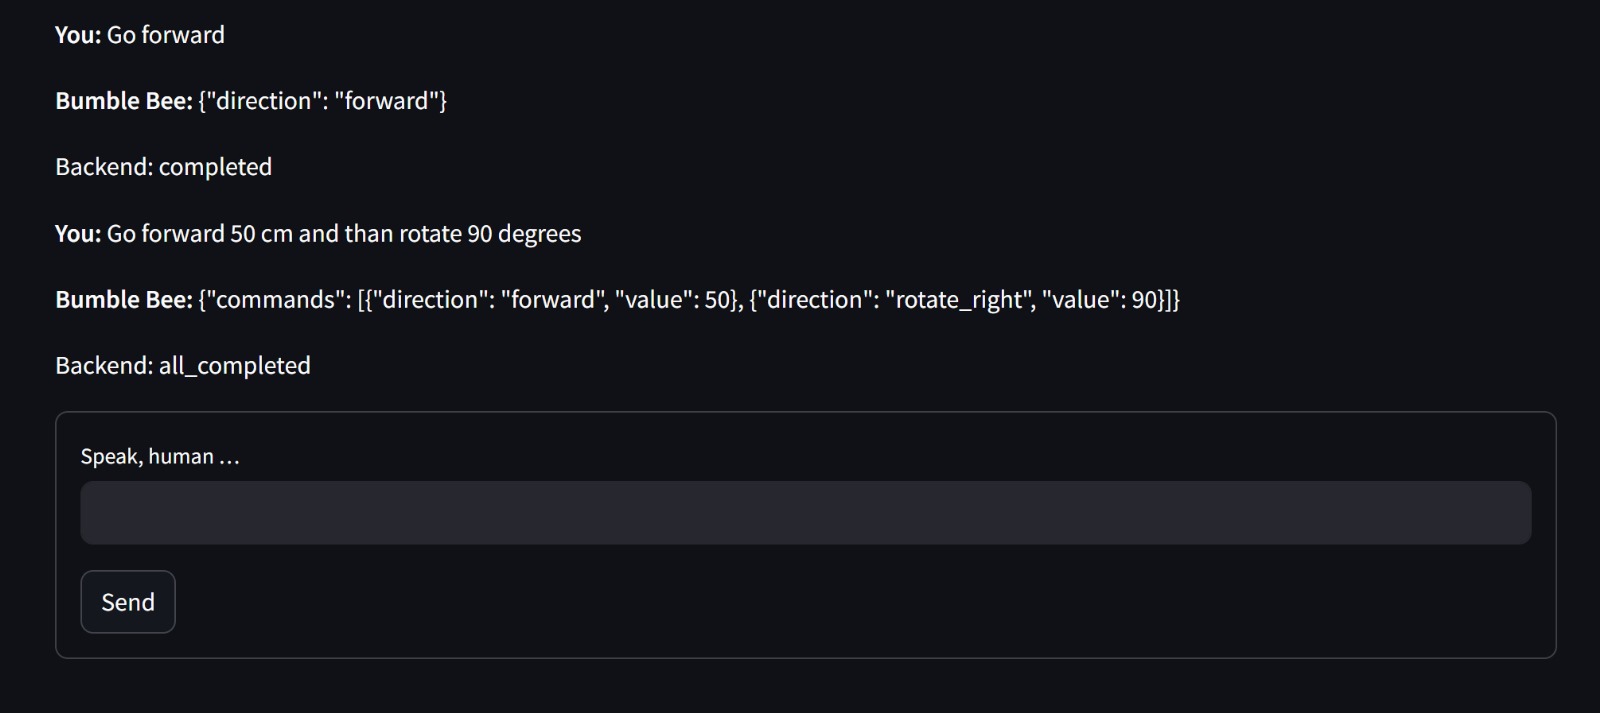 You: Go forward
Bumble Bee: {"direction": "forward"}
Backend: completed
You: Go forward 50 cm and than rotate 90 degrees
Bumble Bee: {"commands": [{"direction": "forward", "value": 50}, {"direction": "rotate_right", "value": 90}]}
Backend: all_completed
Speak, human ...
Send